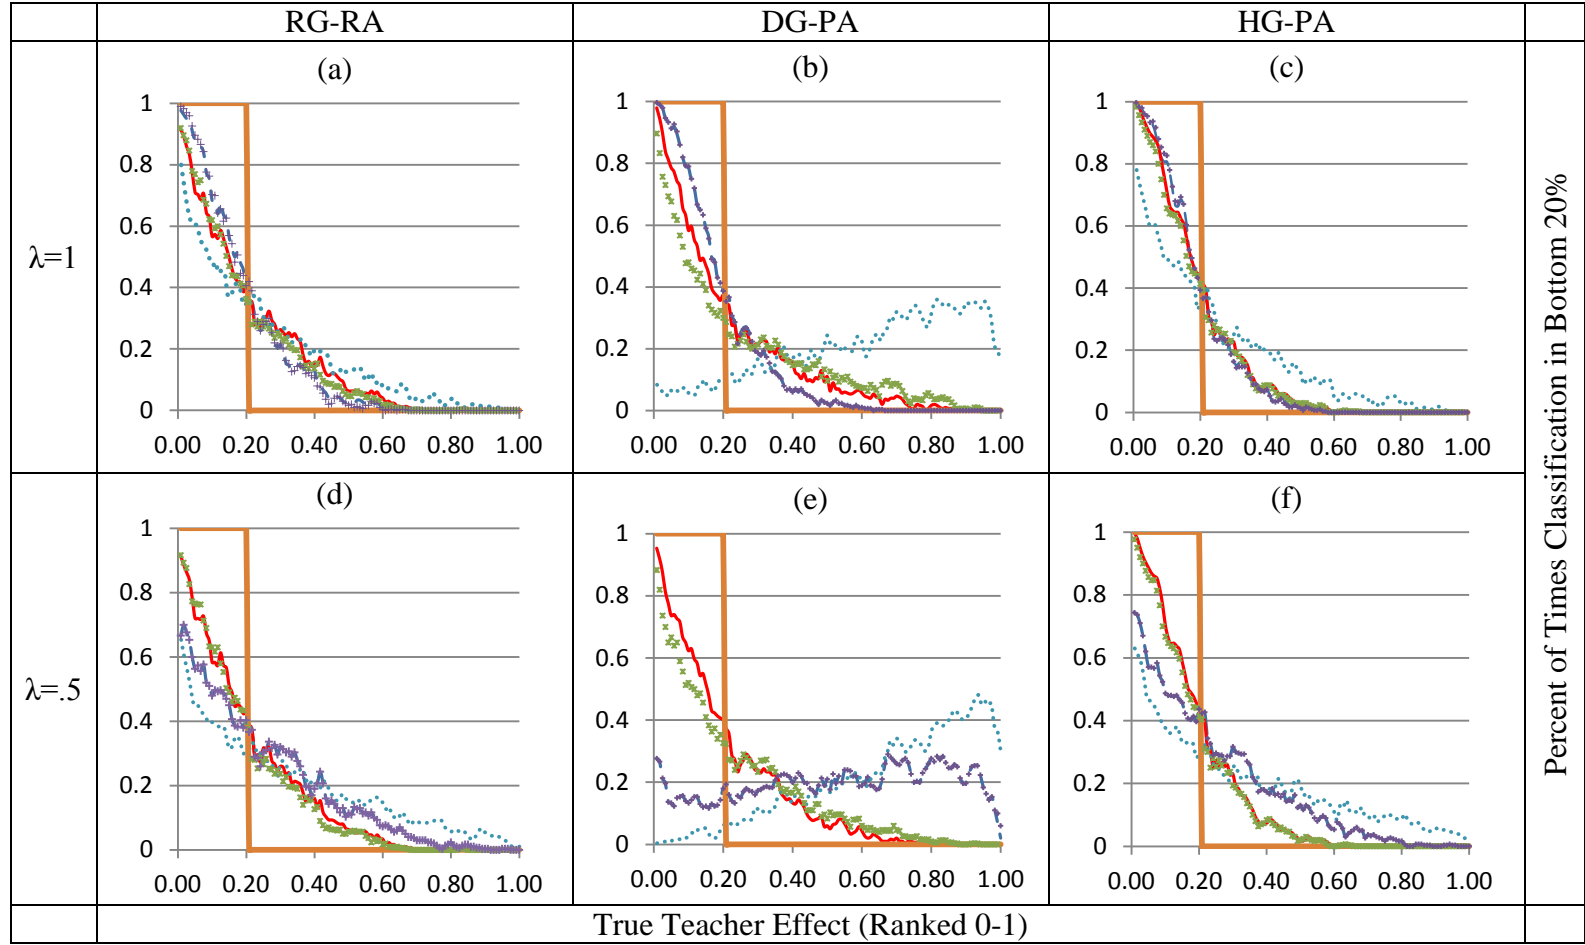 RG-RA DG-PA HG-PA
λ=1
(a)
1
0.8
0.6
0.4
0.2
0
0.00 0.20 0.40 0.60 0.80 1.00
(b)
1
0.8
0.6
0.4
0.2
0
0.00 0.20 0.40 0.60 0.80 1.00
(c)
1
0.8
0.6
0.4
0.2
0
0.00 0.20 0.40 0.60 0.80 1.00
λ=.5
(d)
1
0.8
0.6
0.4
0.2
0
0.00 0.20 0.40 0.60 0.80 1.00
(e)
1
0.8
0.6
0.4
0.2
0
0.00 0.20 0.40 0.60 0.80 1.00
(f)
1
0.8
0.6
0.4
0.2
0
0.00 0.20 0.40 0.60 0.80 1.00
Percent of Times Classification in Bottom 20%
True Teacher Effect (Ranked 0-1)